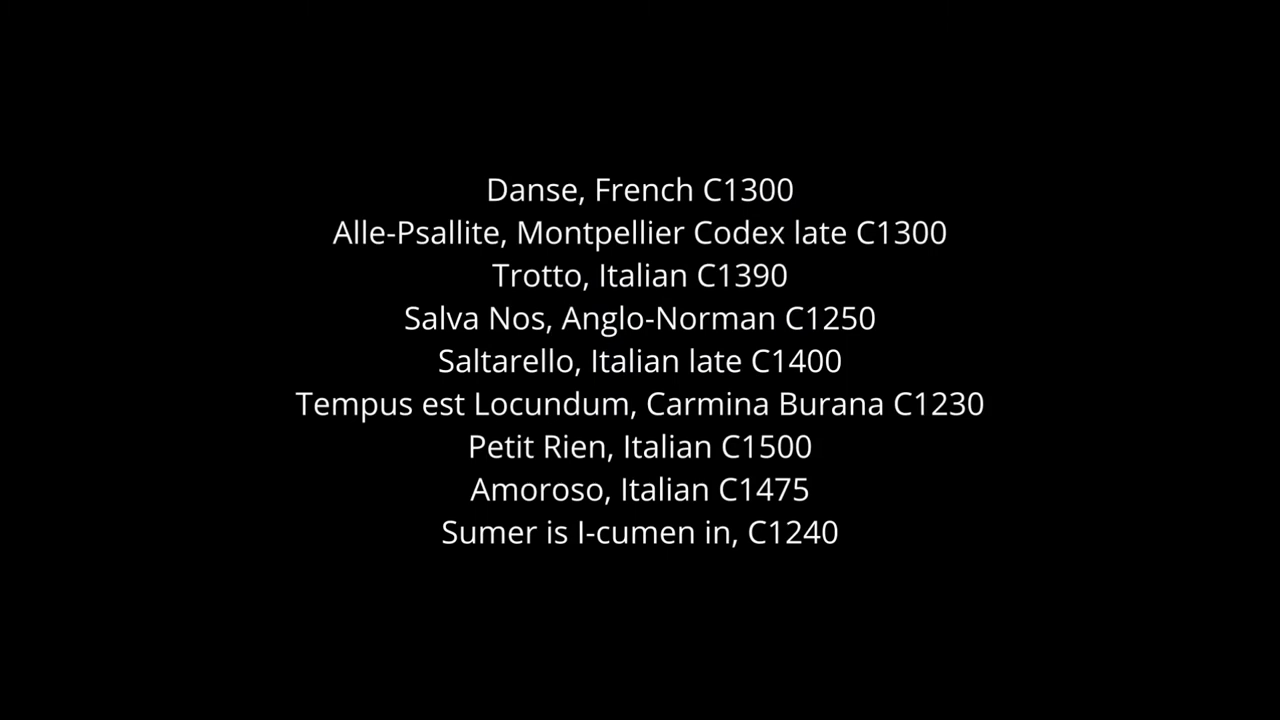 Danse, French C1300
Alle-Psallite, Montpellier Codex late C1300
Trotto, Italian C1390
Salva Nos, Anglo-Norman C1250
Saltarello, Italian late C1400
Tempus est Locundum, Carmina Burana C1230
Petit Rien, Italian C1500
Amoroso, Italian C1475
Sumer is I-cumen in, C1240